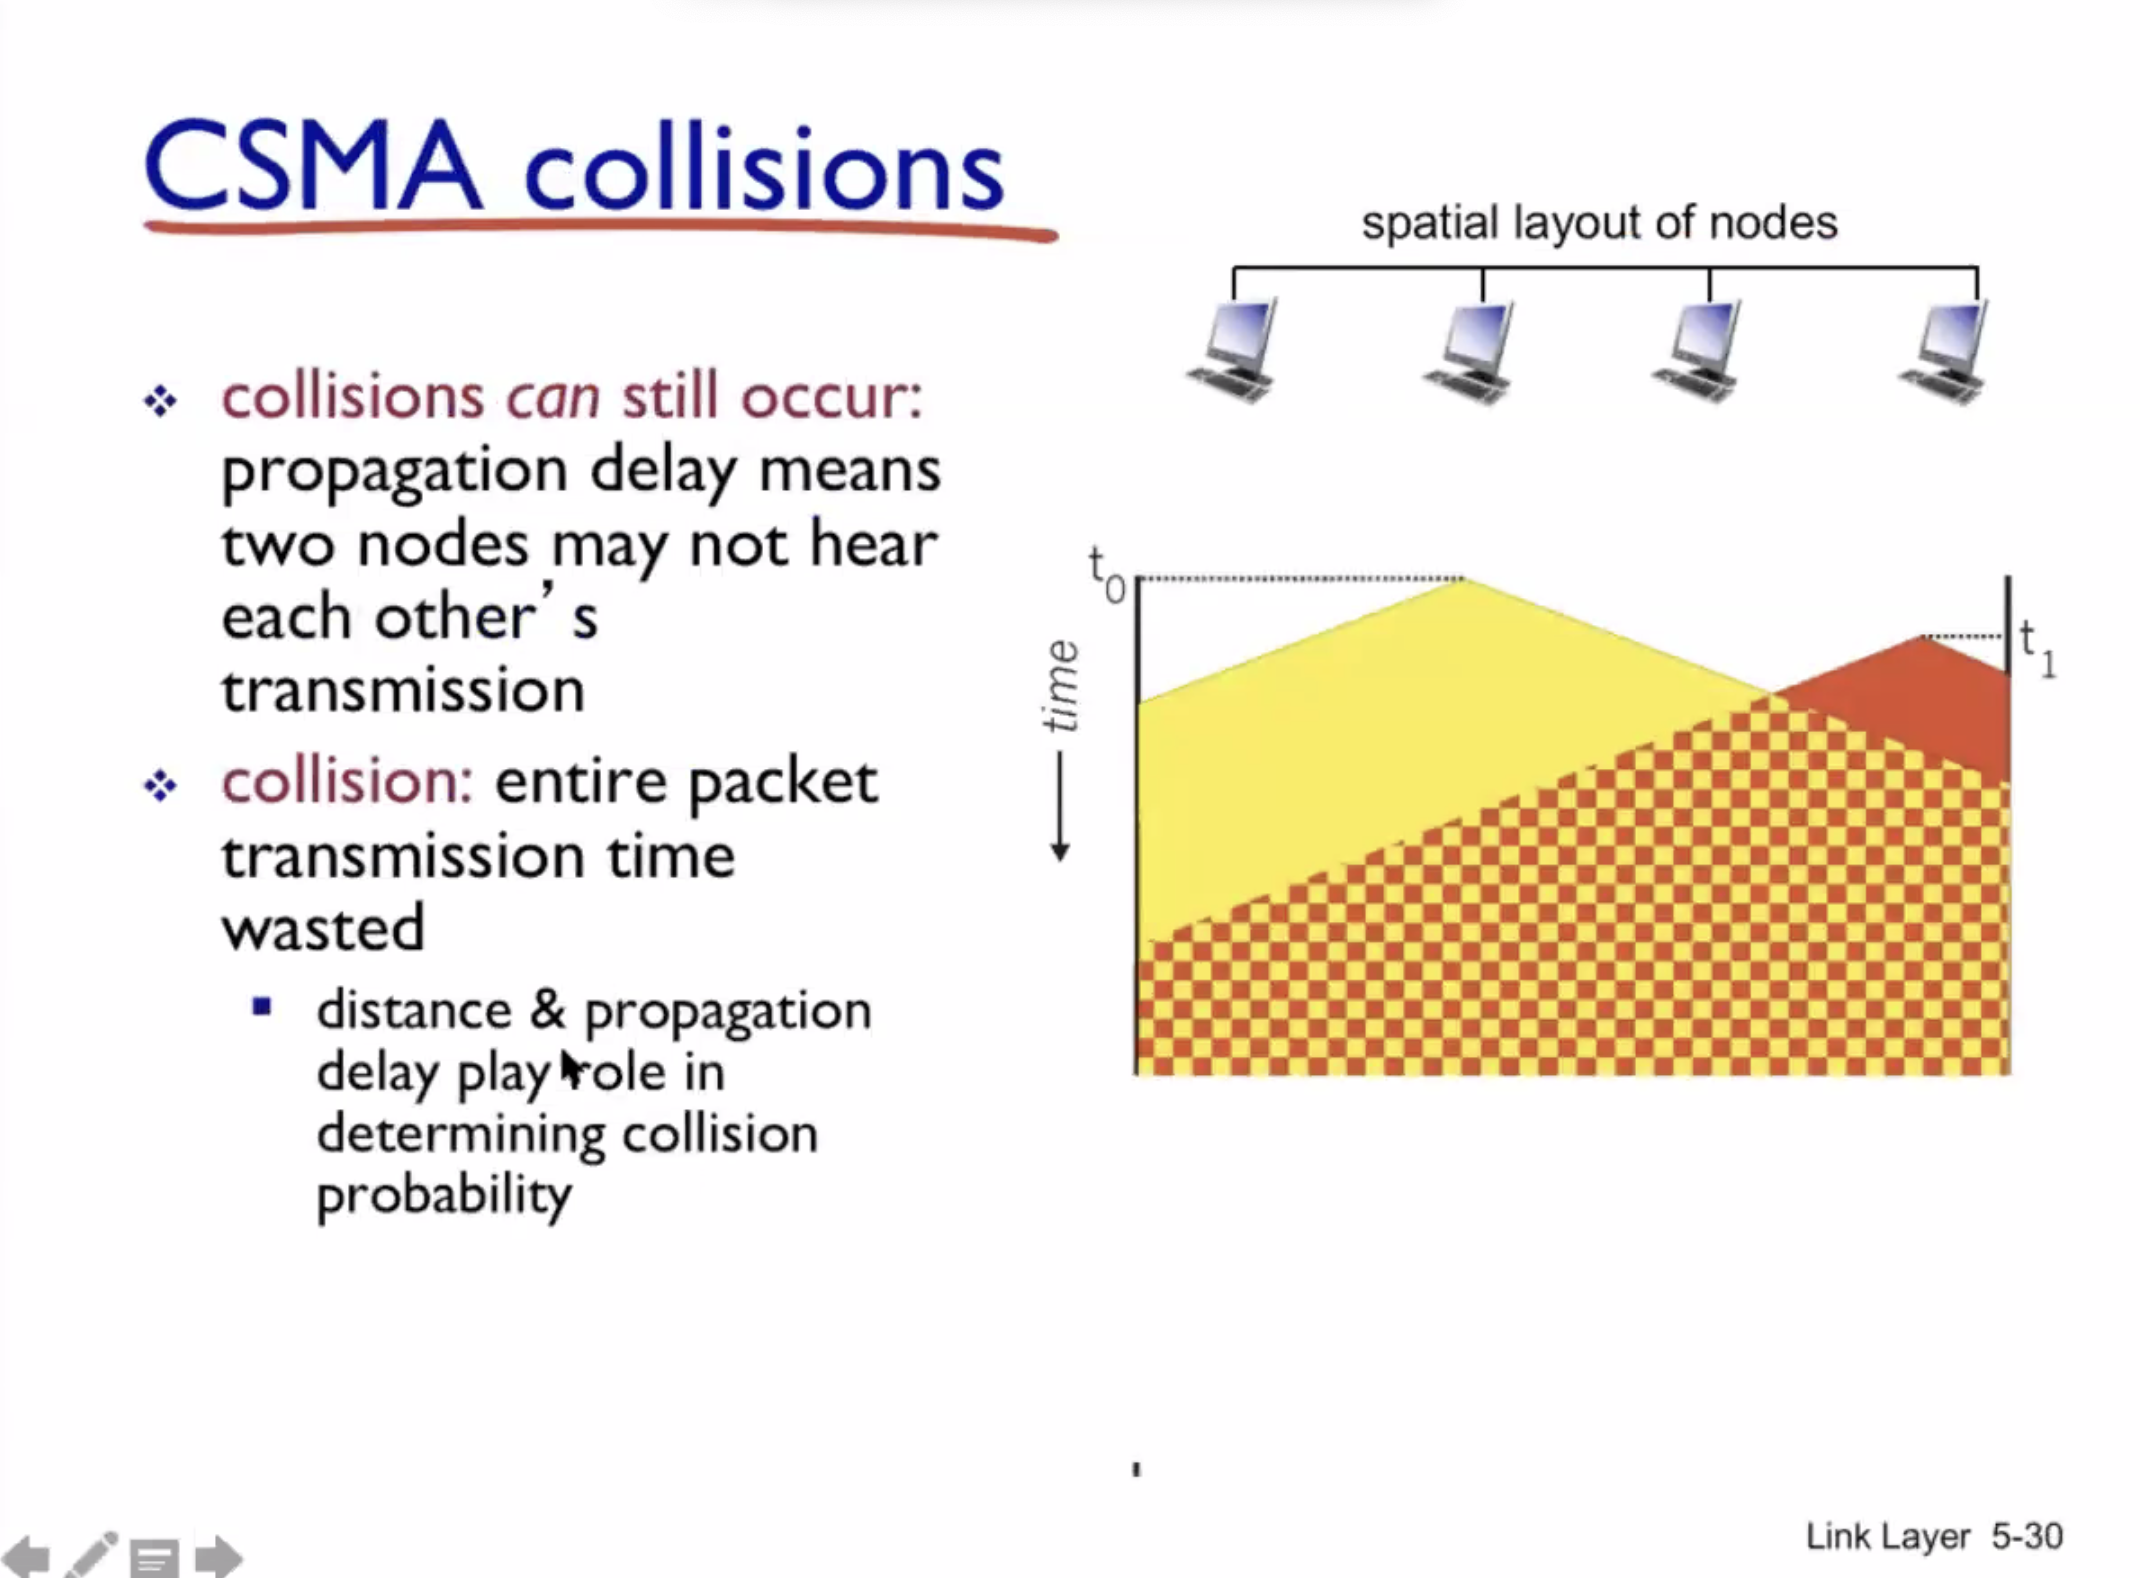 CSMA collisions
collisions can still occur:
propagation delay means
two nodes may not hear
each other’s
transmission
collision: entire packet
transmission time
wasted
distance & propagation
delay play role in
determining collision
probability
spatial layout of nodes
t0
t1
time
Link Layer 5-30